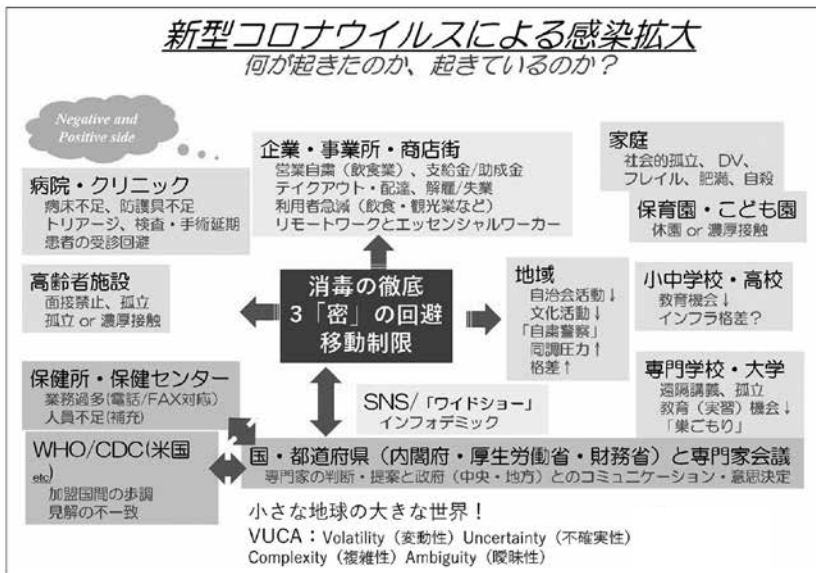 新型コロナウイルスによる感染拡大
何が起きたのか、起きているのか？
Negative and
Positive side
病院・クリニック
病床不足、防護具不足
トリアージ、検査・手術延期
患者の受診回避
企業・事業所・商店街
営業自粛（飲食業）、支給金/助成金
テイクアウト・配達、解雇/失業
利用者急減（飲食・観光業など）
リモートワークとエッセンシャルワーカー
家庭
社会的孤立、DV、
フレイル、肥満、自殺
保育園・こども園
休園 or 濃厚接触
高齢者施設
面接禁止、孤立
孤立 or 濃厚接触
消毒の徹底
3「密」の回避
移動制限
地域
自治会活動↓
文化活動↓
「自粛警察」
同調圧力↑
格差↑
小中学校・高校
教育機会↓
インフラ格差？
専門学校・大学
遠隔講義、孤立
教育（実習）機会↓
「巣ごもり」
保健所・保健センター
業務過多(電話/FAX対応)
人員不足(補充)
SNS/「ワイドショー」
インフォデミック
WHO/CDC(米国
etc)
加盟国間の歩調
見解の不一致
国・都道府県（内閣府・厚生労働省・財務省）と専門家会議
専門家の判断・提案と政府（中央・地方）とのコミュニケーション・意思決定
小さな地球の大きな世界！
VUCA：Volatility（変動性）Uncertainty（不確実性）
Complexity（複雑性）Ambiguity（曖昧性）